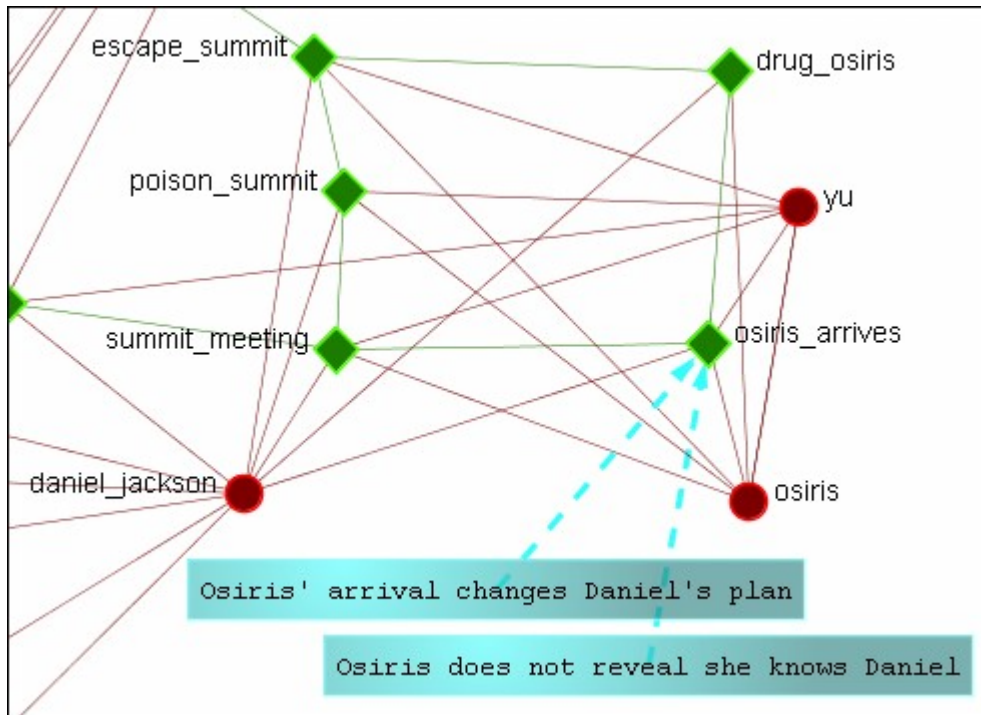 escape_summit
drug_osiris
poison_summit
yu
summit_meeting
osiris_arrives
daniel_jackson
osiris
Osiris' arrival changes Daniel's plan
Osiris does not reveal she knows Daniel